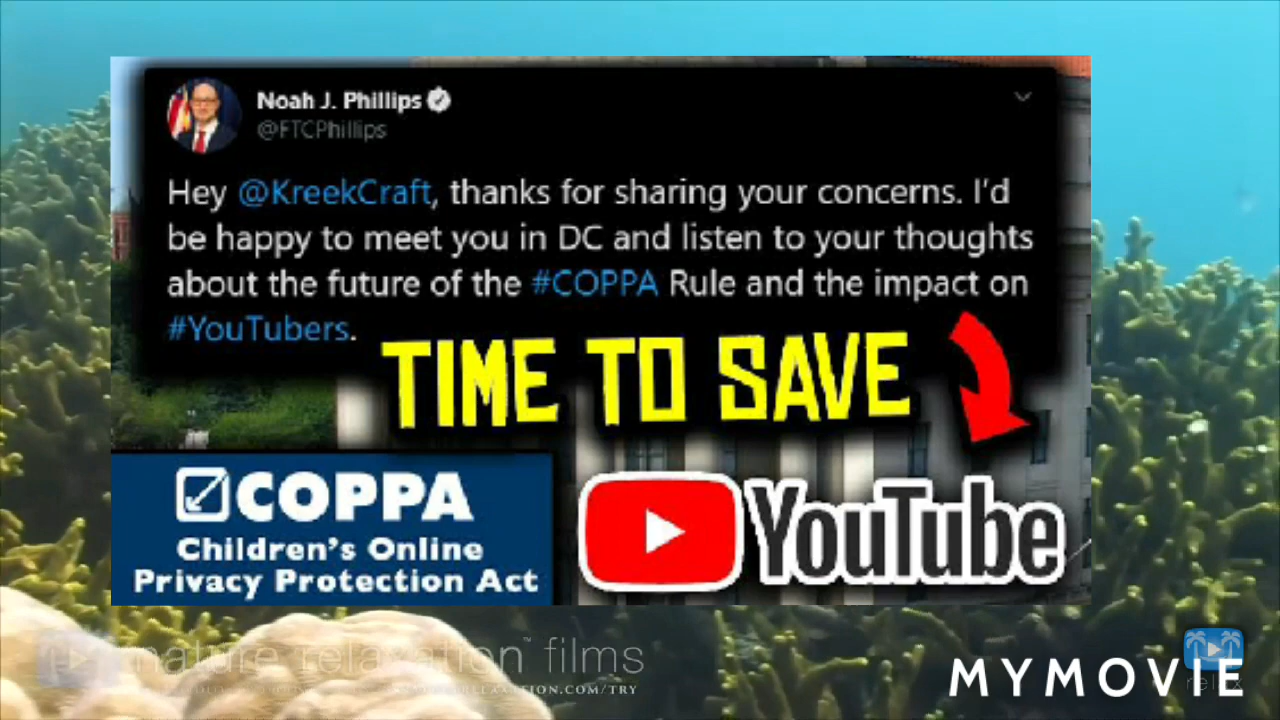 Noah J. Phillips
@FTCPhillips
Hey @KreekCraft, thanks for sharing your concerns. I'd
be happy to meet you in DC and listen to your thoughts
about the future of the #COPPA Rule and the impact on
#YouTubers.
TIME TO SAVE
COPPA
Children's Online
Privacy Protection Act
YouTube
nature relaxation™ films
MYMOVIE